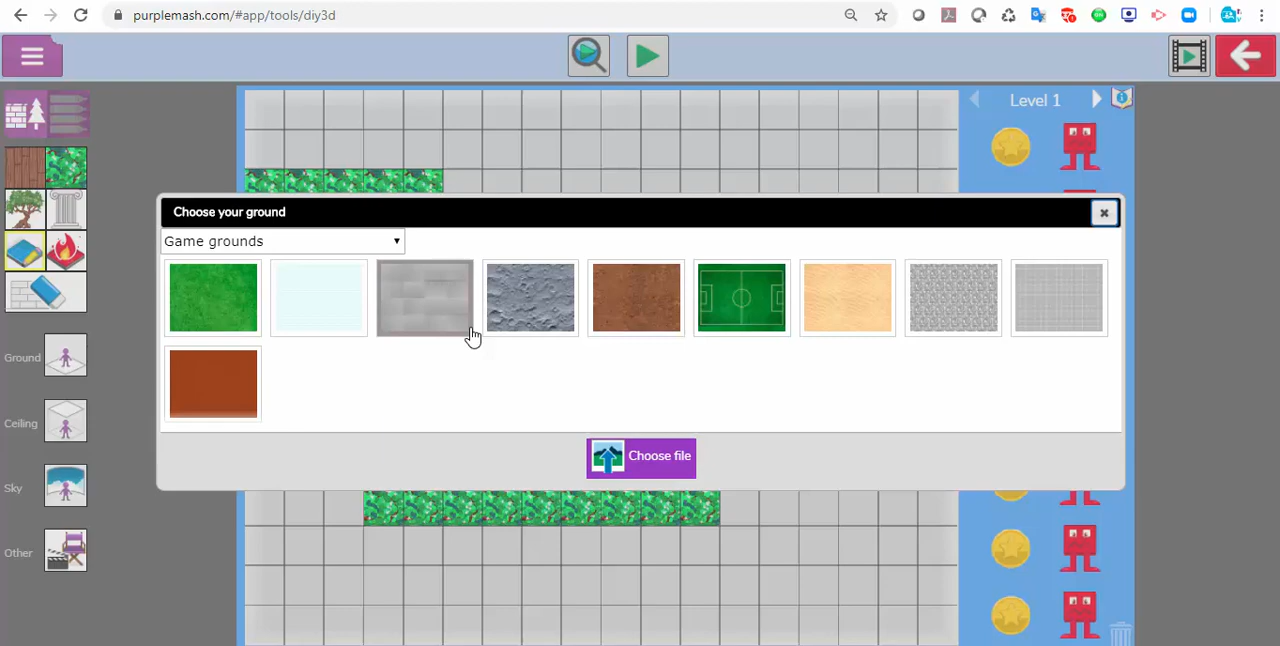 purplemash.com/#app/tools/diy3d
Level 1
Choose your ground
Game grounds
Ground
Ceiling
Sky
Other
Choose file